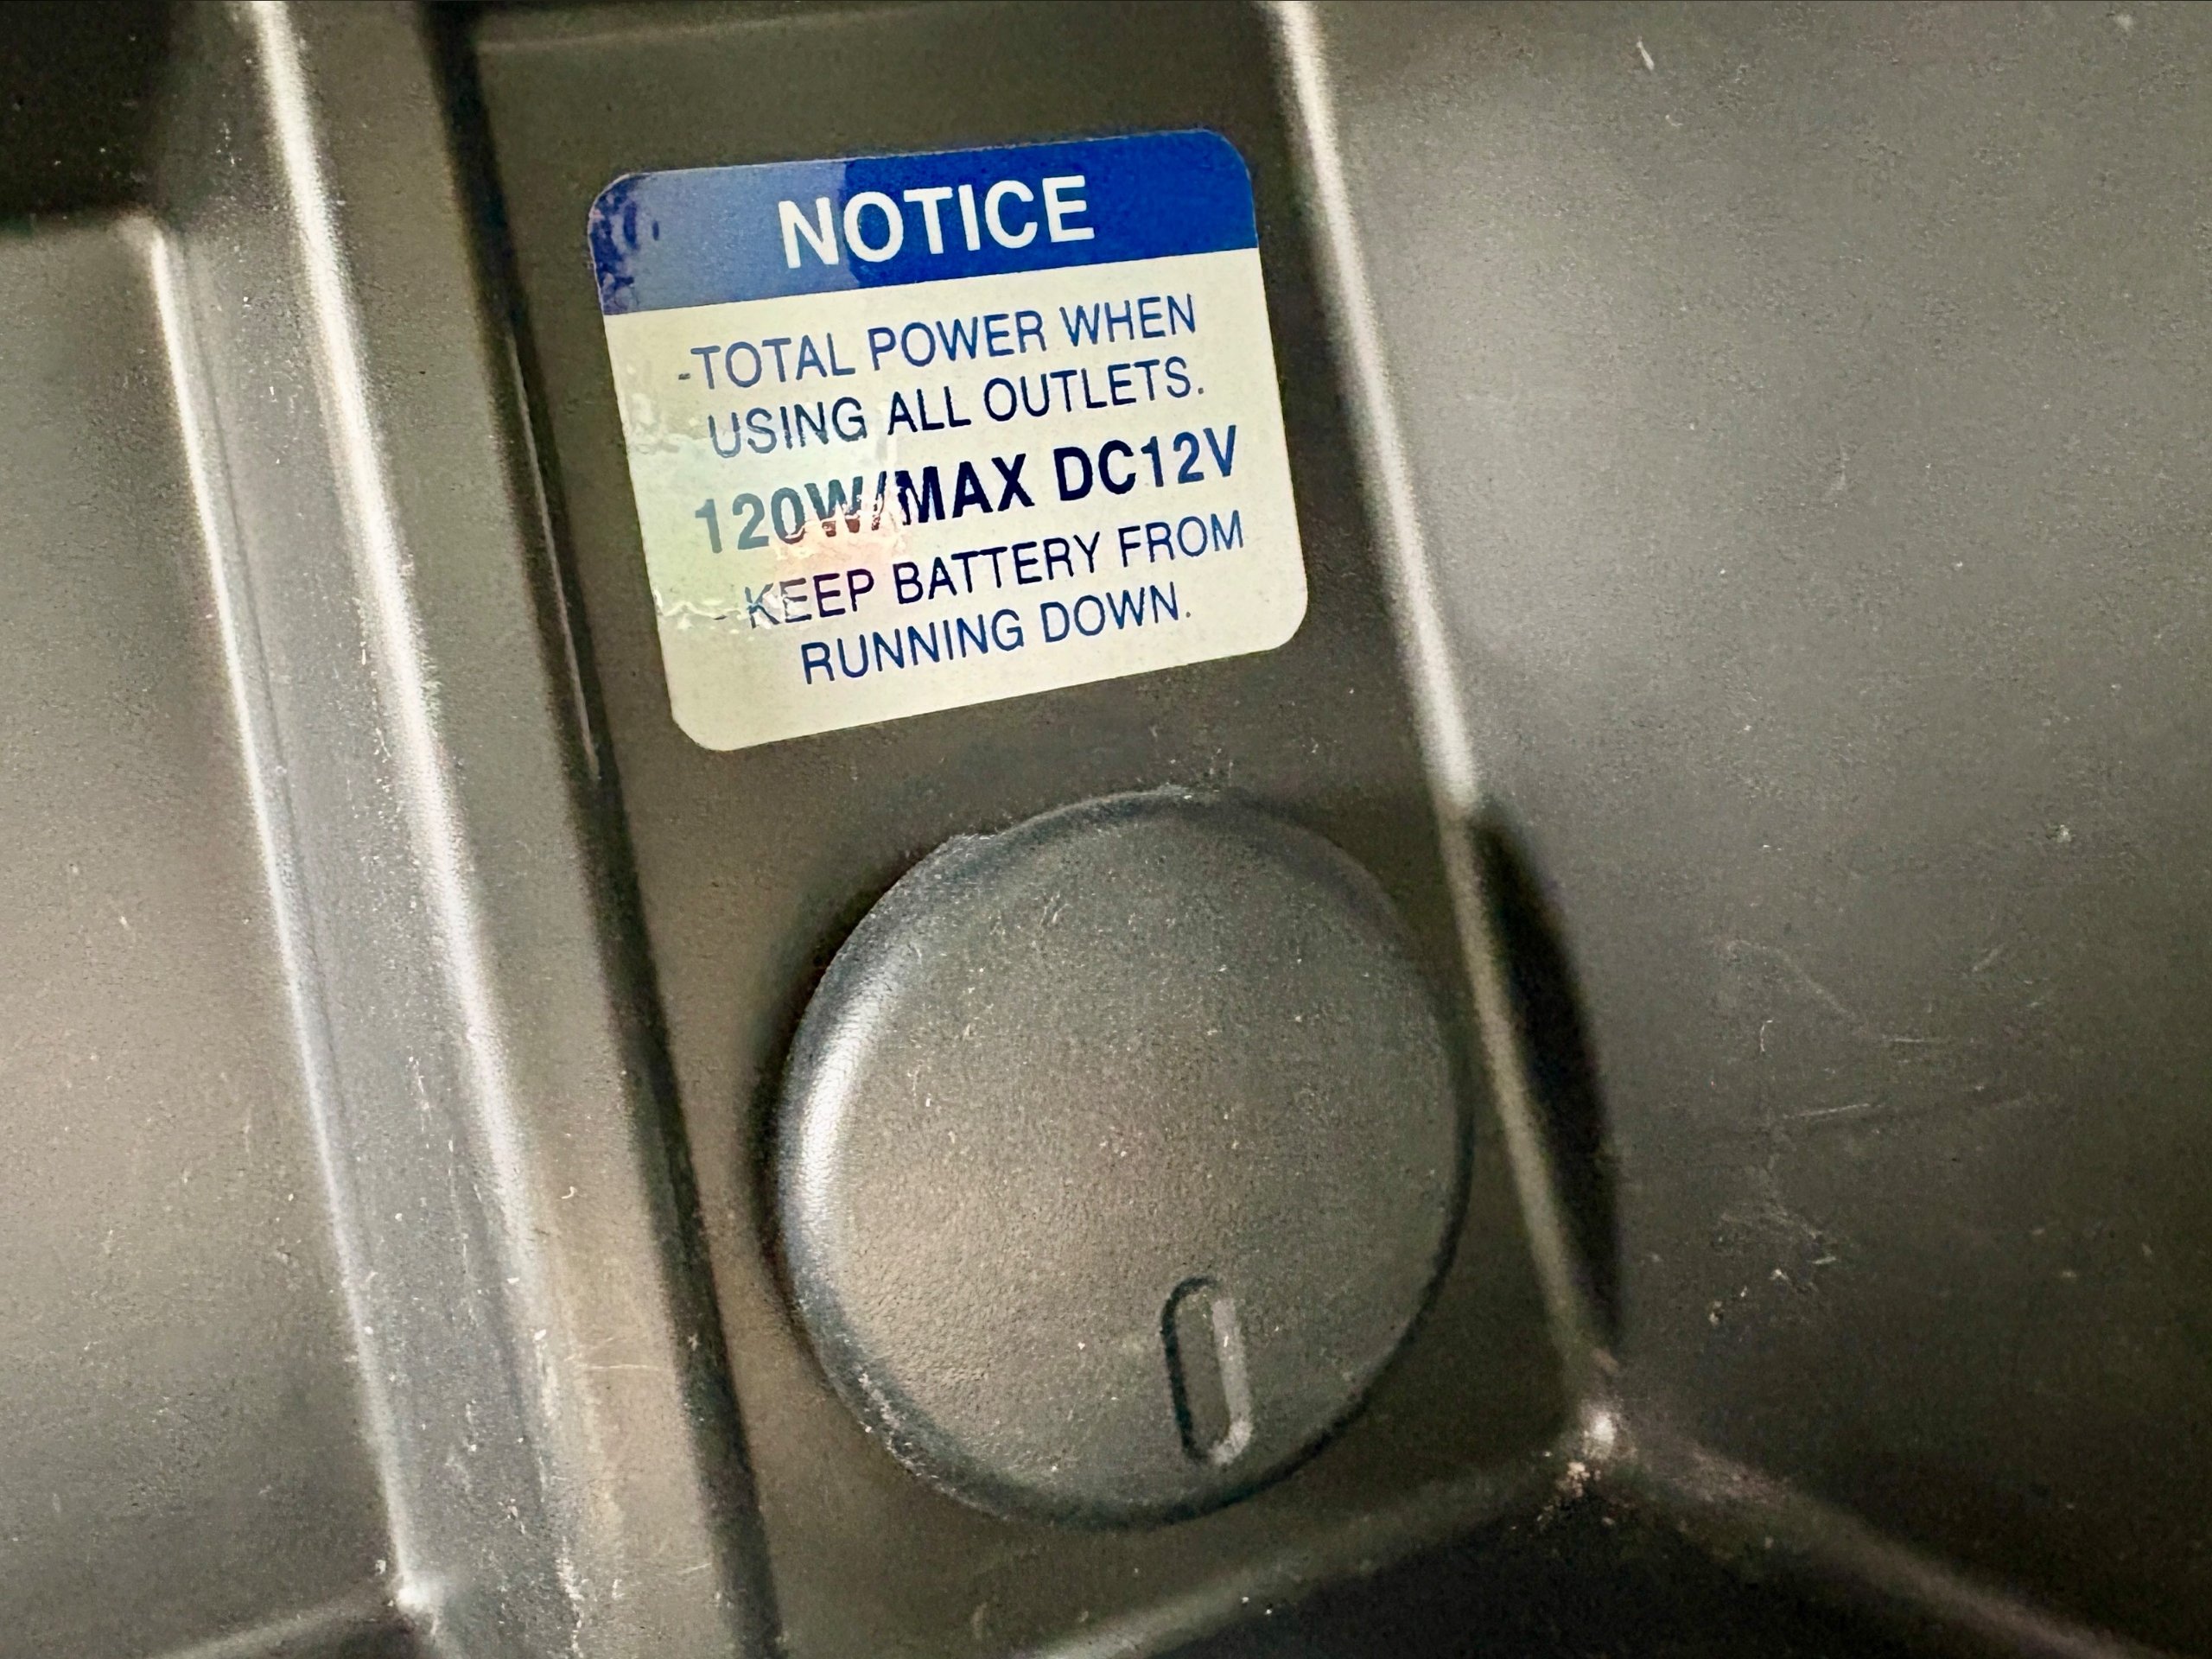 NOTICE
-TOTAL POWER WHEN
USING ALL OUTLETS.
120W/MAX DC12V
- KEEP BATTERY FROM
RUNNING DOWN.